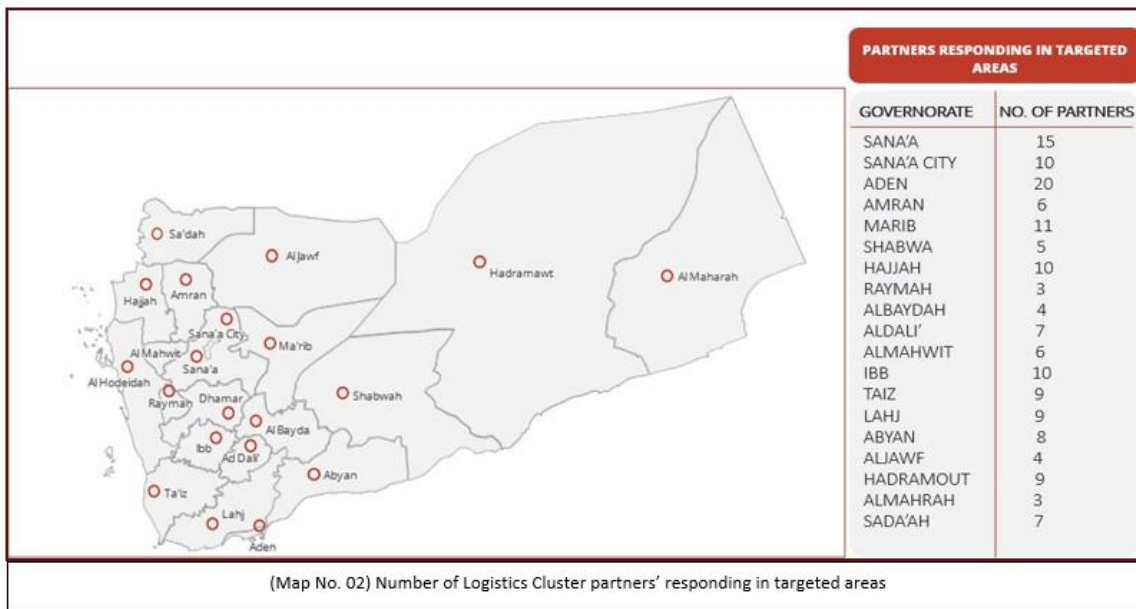 PARTNERS RESPONDING IN TARGETED
AREAS
GOVERNORATE NO. OF PARTNERS
SANA'A 15
SANA'A CITY 10
ADEN 20
AMRAN 6
MARIB 11
SHABWA 5
HAJJAH 10
RAYMAH 3
ALBAYDAH 4
ALDALI' 7
ALMAHWIT 6
IBB 10
TAIZ 9
LAHJ 9
ABYAN 8
ALJAWF 4
HADRAMOUT 9
ALMAHRAH 3
SADA'AH 7
Sa'dah
Al Jawf
Hadramawt
Al Maharah
Hajjah
Amran
Sana'a City
Ma'rib
Al Mahwit
Sana'a
Al Hodeidah
Raymah
Dhamar
Shabwah
Al Bayda
Ibb
Ad Dali'
Abyan
Ta'iz
Lahj
Aden
(Map No. 02) Number of Logistics Cluster partners' responding in targeted areas